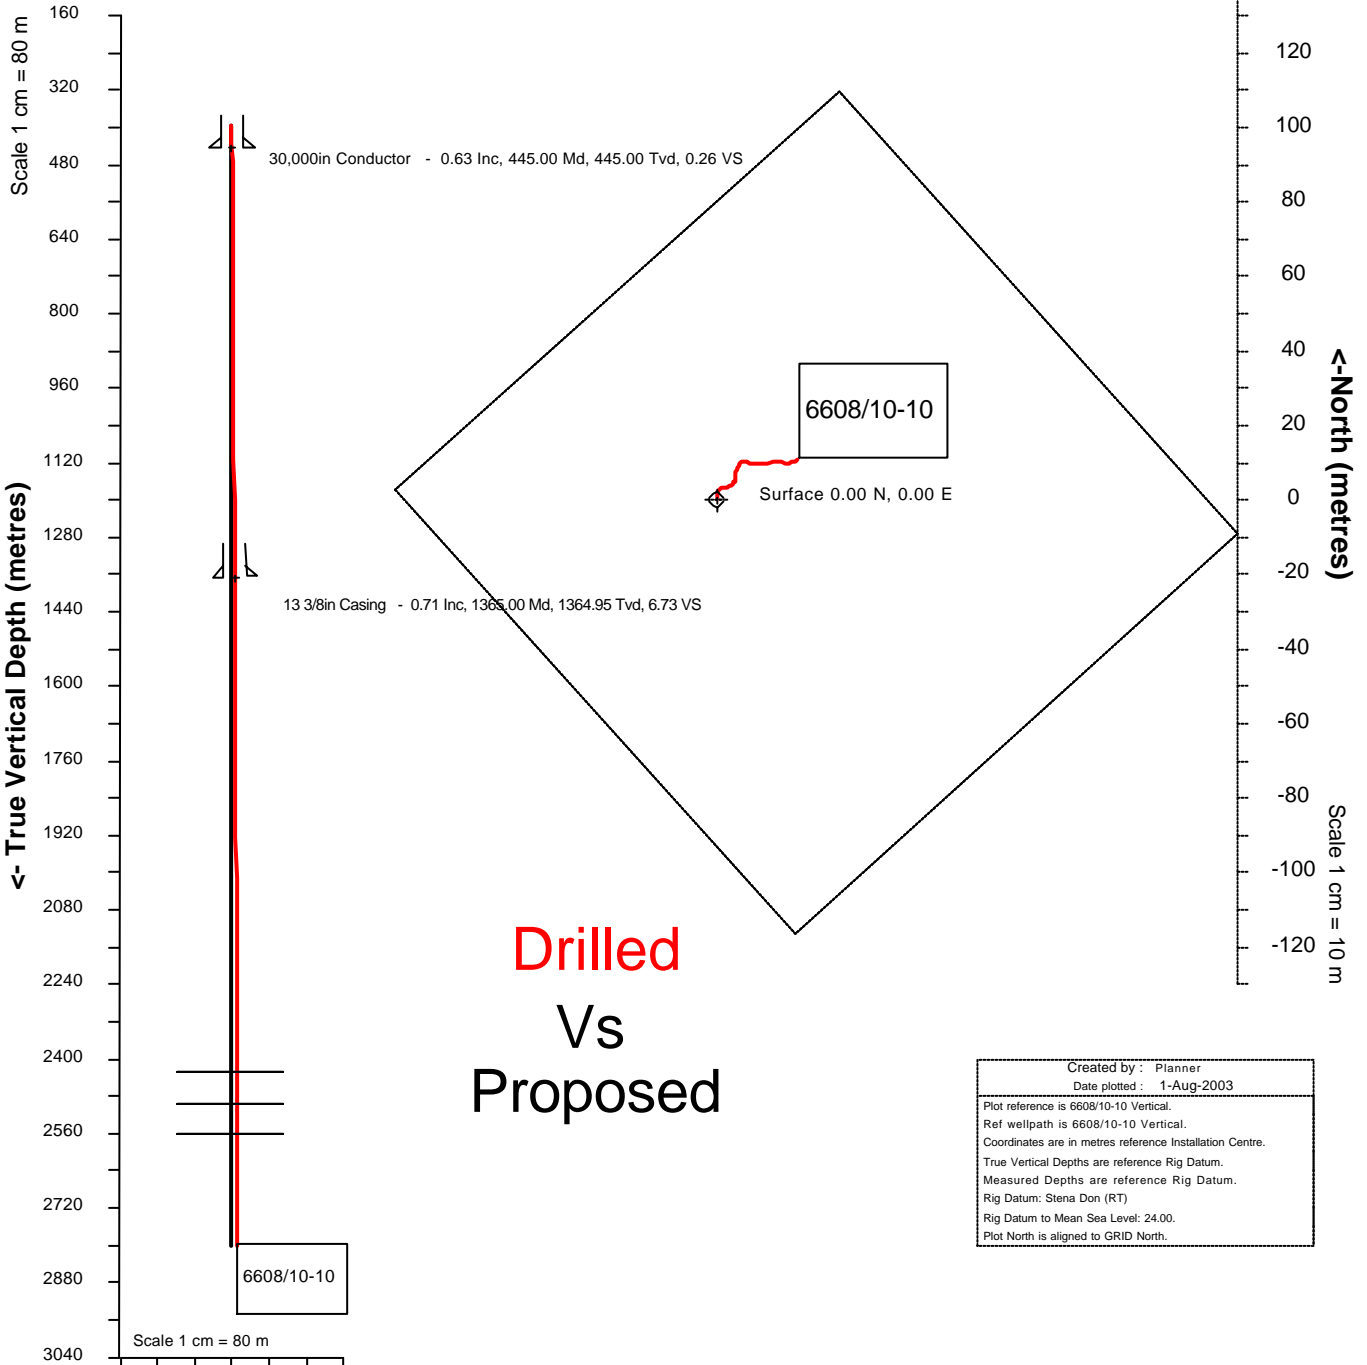 Scale 1 cm = 80 m
<- True Vertical Depth (metres)
160
320
480
640
800
960
1120
1280
1440
1600
1760
1920
2080
2240
2400
2560
2720
2880
3040
30,000in Conductor - 0.63 Inc, 445.00 Md, 445.00 Tvd, 0.26 VS
13 3/8in Casing - 0.71 Inc, 1365.00 Md, 1364.95 Tvd, 6.73 VS
6608/10-10
Scale 1 cm = 80 m
6608/10-10
Surface 0.00 N, 0.00 E
Drilled
Vs
Proposed
120
100
80
60
40
20
0
-20
-40
-60
-80
-100
-120
<-North (metres)
Scale 1 cm = 10 m
Created by : Planner
Date plotted : 1-Aug-2003
Plot reference is 6608/10-10 Vertical.
Ref wellpath is 6608/10-10 Vertical.
Coordinates are in metres reference Installation Centre.
True Vertical Depths are reference Rig Datum.
Measured Depths are reference Rig Datum.
Rig Datum: Stena Don (RT)
Rig Datum to Mean Sea Level: 24.00.
Plot North is aligned to GRID North.